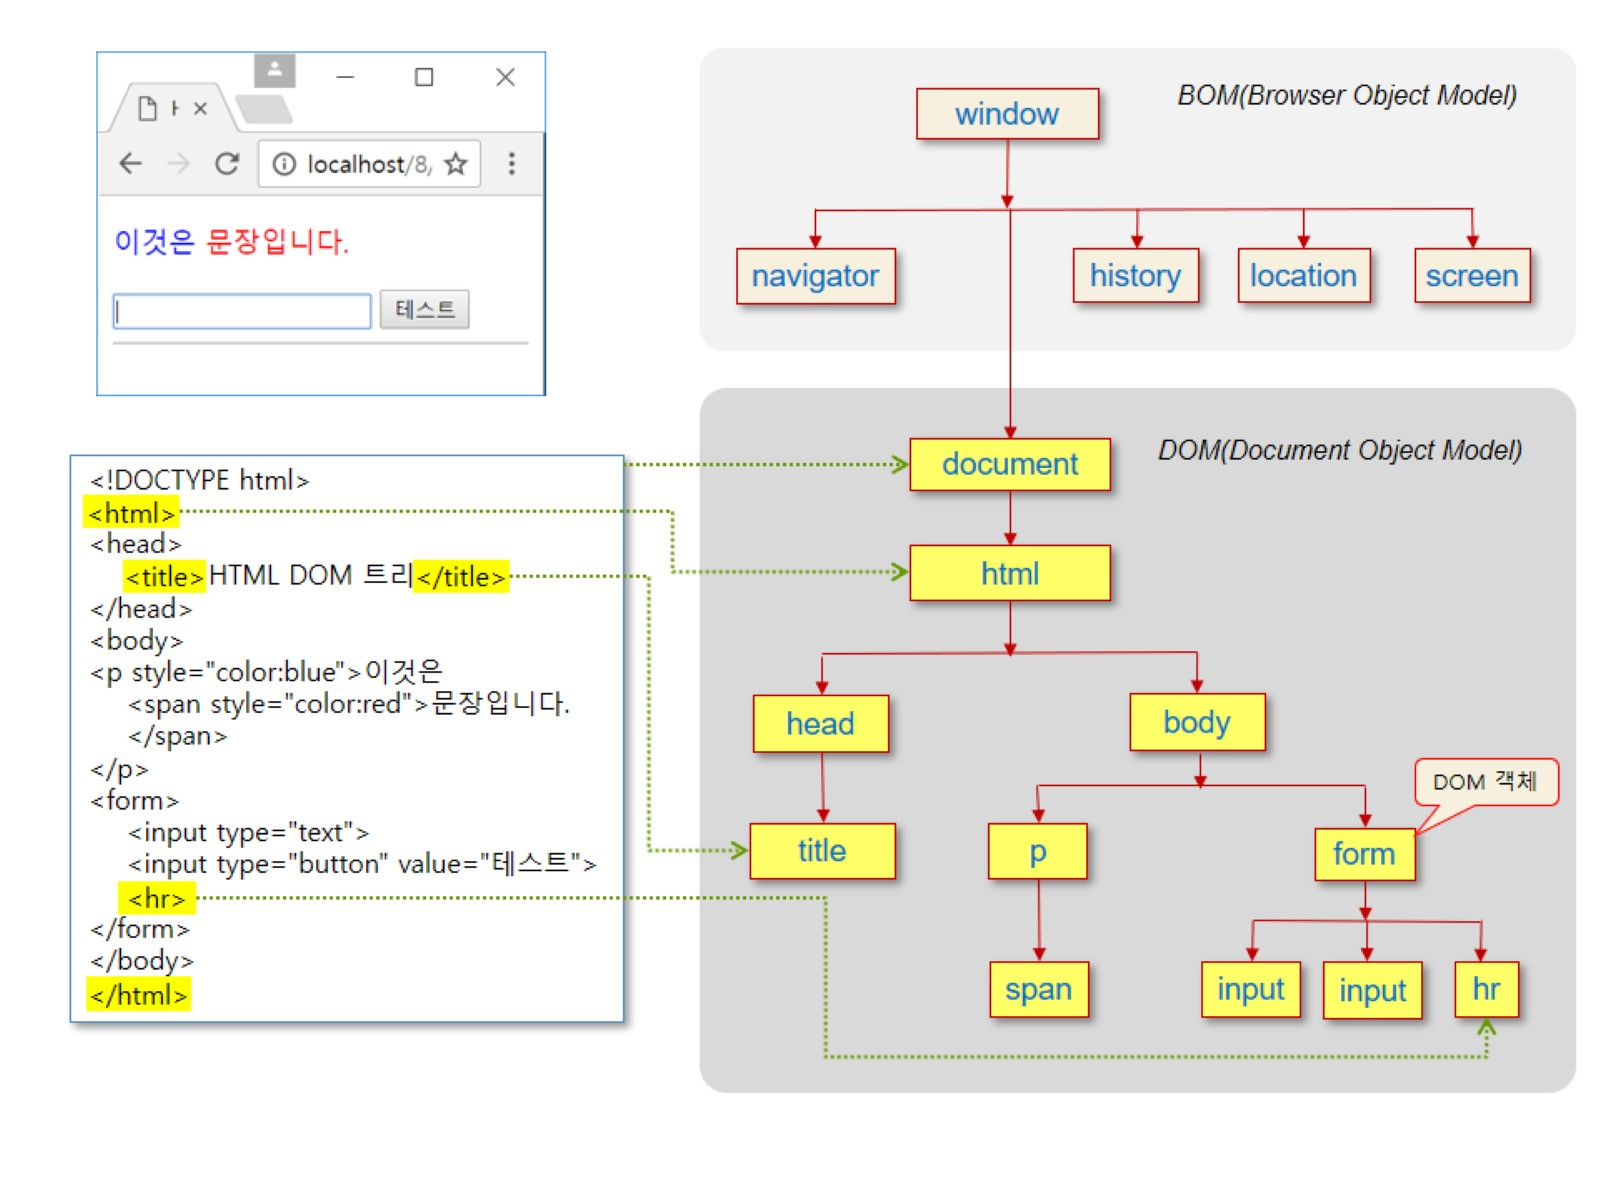 ㅏ
localhost/8/
이것은 문장입니다.
테스트
<!DOCTYPE html>
<html>
<head>
<title>HTML DOM 트리</title>
</head>
<body>
<p style="color:blue">이것은
<span style="color:red">문장입니다.
</span>
</p>
<form>
<input type="text">
<input type="button" value="테스트">
<hr>
</form>
</body>
</html>
BOM(Browser Object Model)
window
navigator history location screen
DOM(Document Object Model)
document
html
head body
DOM 객체
title p form
span input input hr